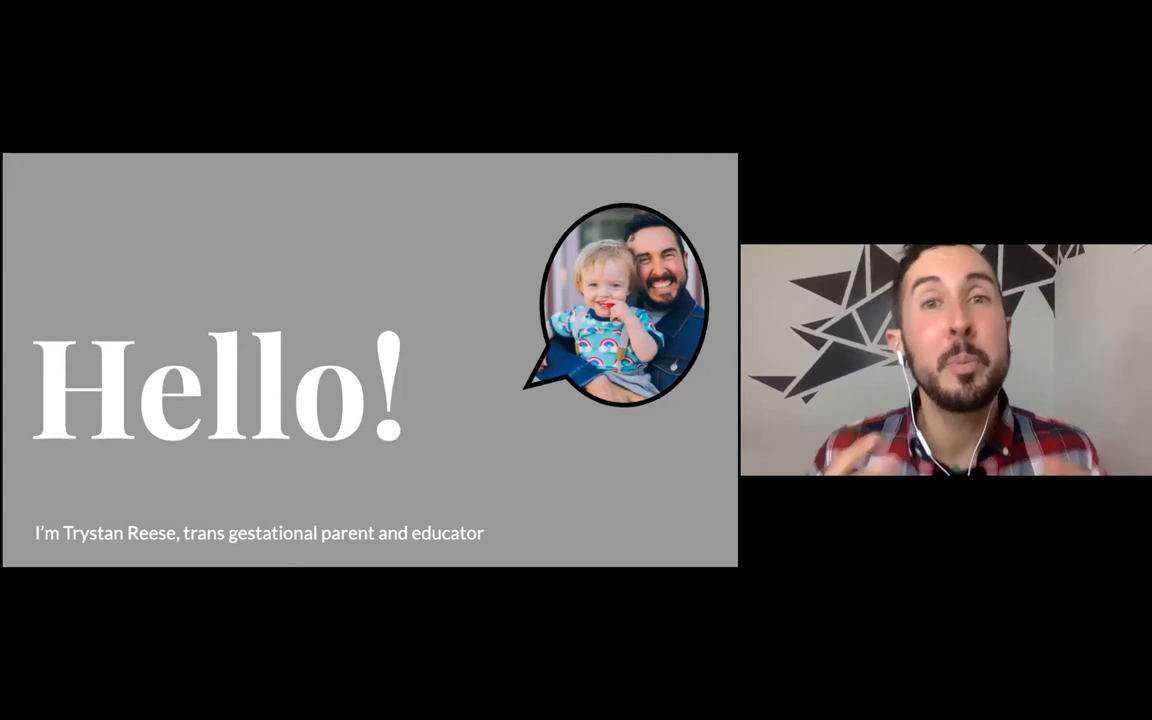 Hello!
I'm Trystan Reese, trans gestational parent and educator